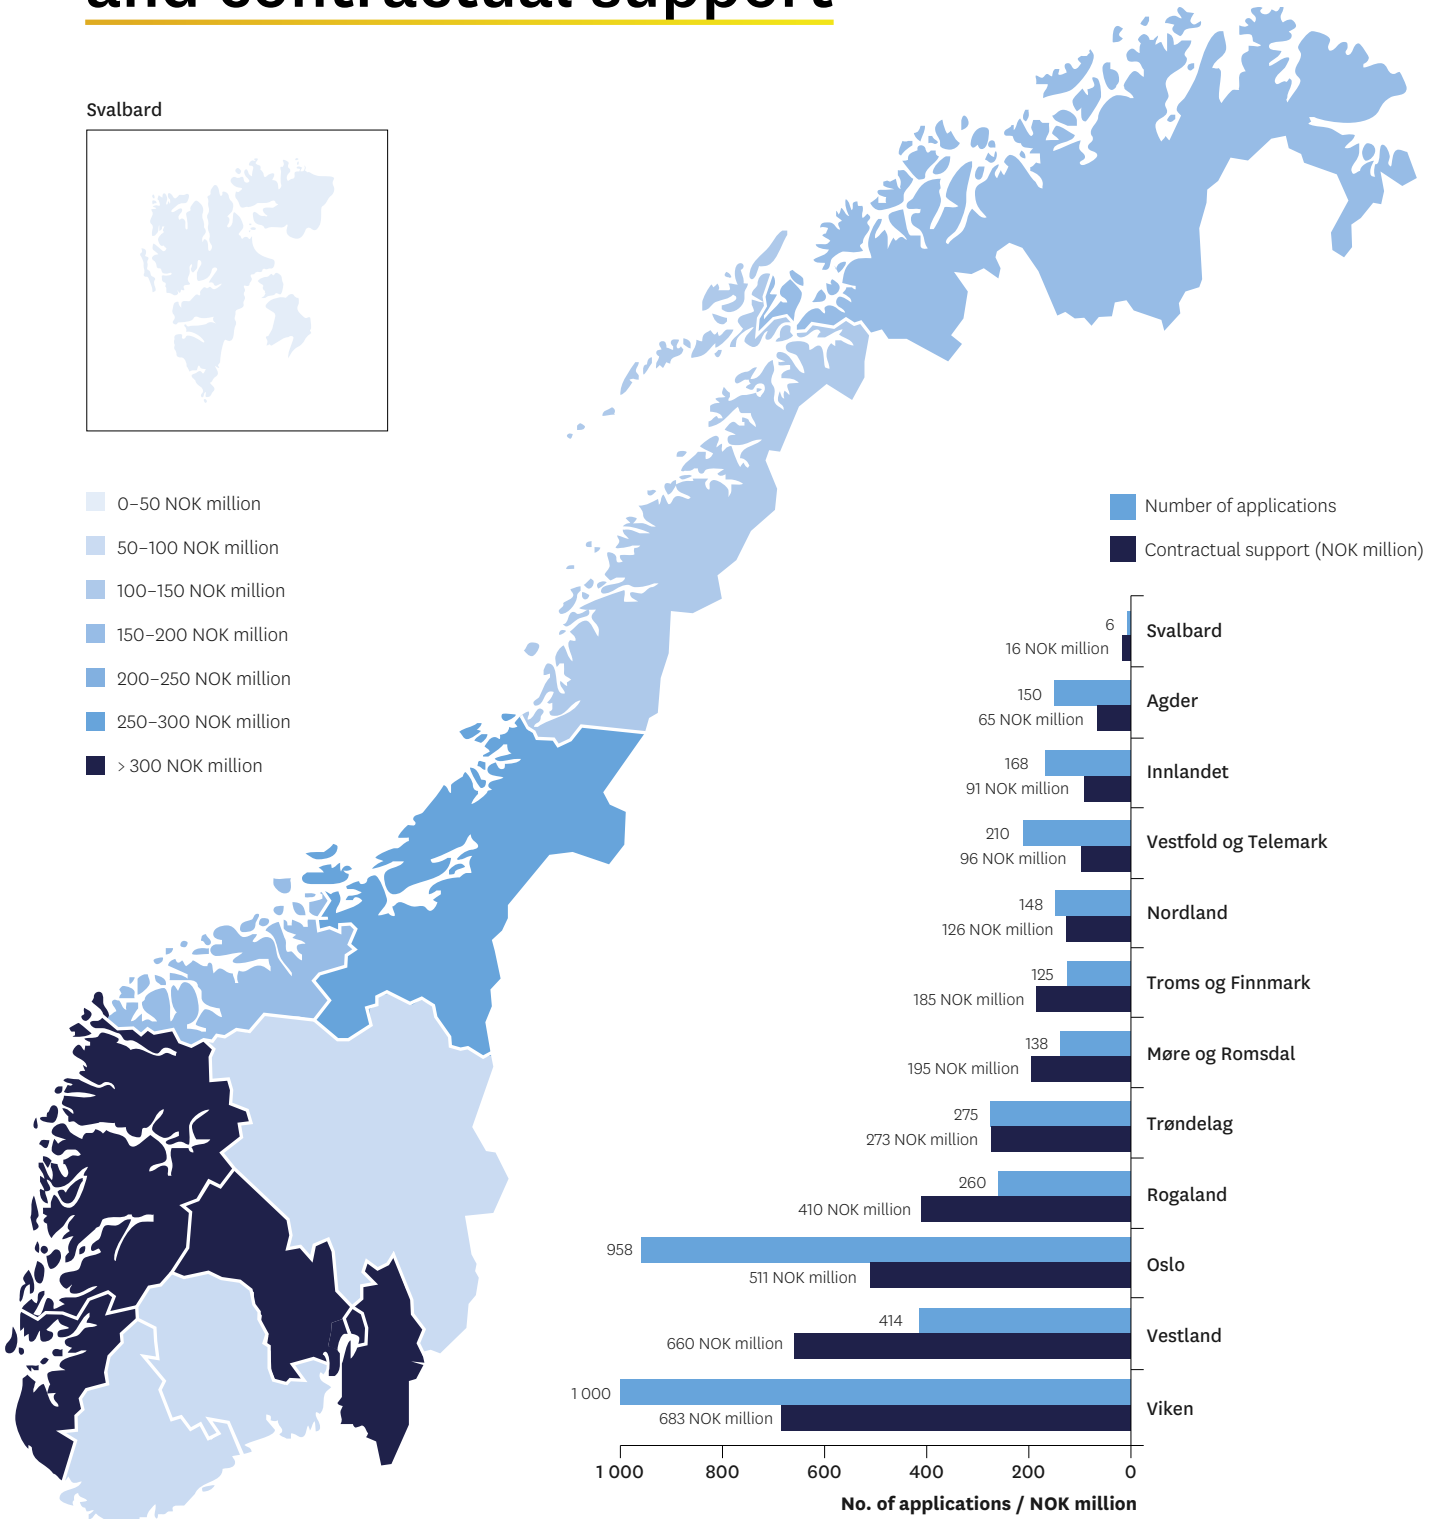 and contractual support
Svalbard
0–50 NOK million
50–100 NOK million
100–150 NOK million
150–200 NOK million
200–250 NOK million
250–300 NOK million
> 300 NOK million
Number of applications
Contractual support (NOK million)
6
16 NOK million
Svalbard
150
65 NOK million
Agder
168
91 NOK million
Innlandet
210
96 NOK million
Vestfold og Telemark
148
126 NOK million
Nordland
125
185 NOK million
Troms og Finnmark
138
195 NOK million
Møre og Romsdal
275
273 NOK million
Trøndelag
260
410 NOK million
Rogaland
958
511 NOK million
Oslo
414
660 NOK million
Vestland
1 000
683 NOK million
Viken
1 000 800 600 400 200 0
No. of applications / NOK million